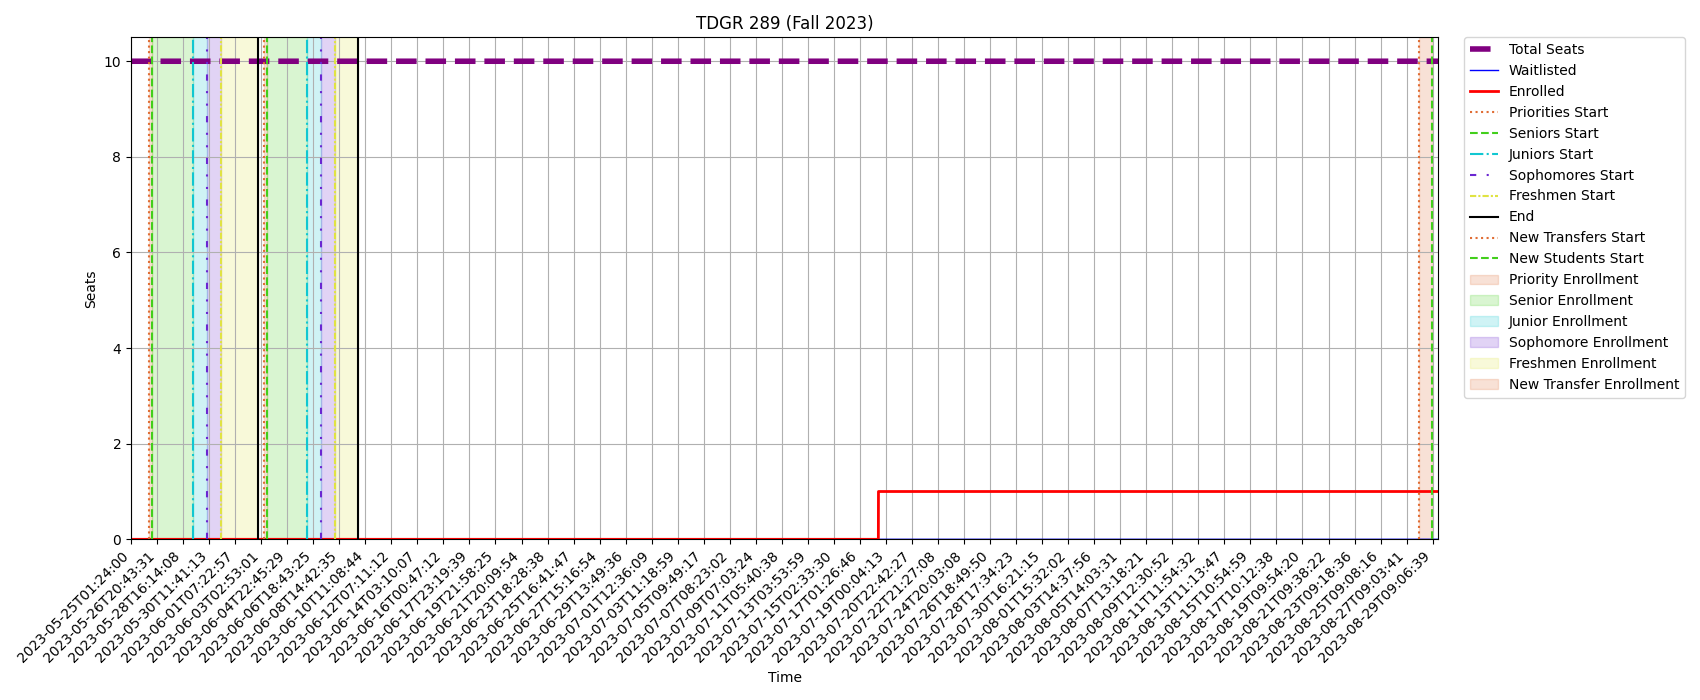 TDGR 289 (Fall 2023)
10
8
6
4
2
0
Seats
2023-05-25T01:24:00
2023-05-26T20:43:31
2023-05-28T16:14:08
2023-05-30T11:41:13
2023-06-01T07:22:57
2023-06-03T02:53:01
2023-06-04T22:45:29
2023-06-06T18:43:25
2023-06-08T14:42:35
2023-06-10T11:08:44
2023-06-12T07:11:12
2023-06-14T03:10:07
2023-06-16T00:47:12
2023-06-17T23:19:39
2023-06-19T21:58:25
2023-06-21T20:09:54
2023-06-23T18:28:38
2023-06-25T16:41:47
2023-06-27T15:16:54
2023-06-29T13:49:36
2023-07-01T12:36:09
2023-07-03T11:18:59
2023-07-05T09:49:17
2023-07-07T08:23:02
2023-07-09T07:03:24
2023-07-11T05:40:38
2023-07-13T03:53:59
2023-07-15T02:33:30
2023-07-17T01:26:46
2023-07-19T00:04:13
2023-07-20T22:42:27
2023-07-22T21:27:08
2023-07-24T20:03:08
2023-07-26T18:49:50
2023-07-28T17:34:23
2023-07-30T16:21:15
2023-08-01T15:32:02
2023-08-03T14:37:56
2023-08-05T14:03:31
2023-08-07T13:18:21
2023-08-09T12:30:52
2023-08-11T11:54:32
2023-08-13T11:13:47
2023-08-15T10:54:59
2023-08-17T10:12:38
2023-08-19T09:54:20
2023-08-21T09:38:22
2023-08-23T09:18:36
2023-08-25T09:08:16
2023-08-27T09:03:41
2023-08-29T09:06:39
Time
Total Seats
Waitlisted
Enrolled
Priorities Start
Seniors Start
Juniors Start
Sophomores Start
Freshmen Start
End
New Transfers Start
New Students Start
Priority Enrollment
Senior Enrollment
Junior Enrollment
Sophomore Enrollment
Freshmen Enrollment
New Transfer Enrollment